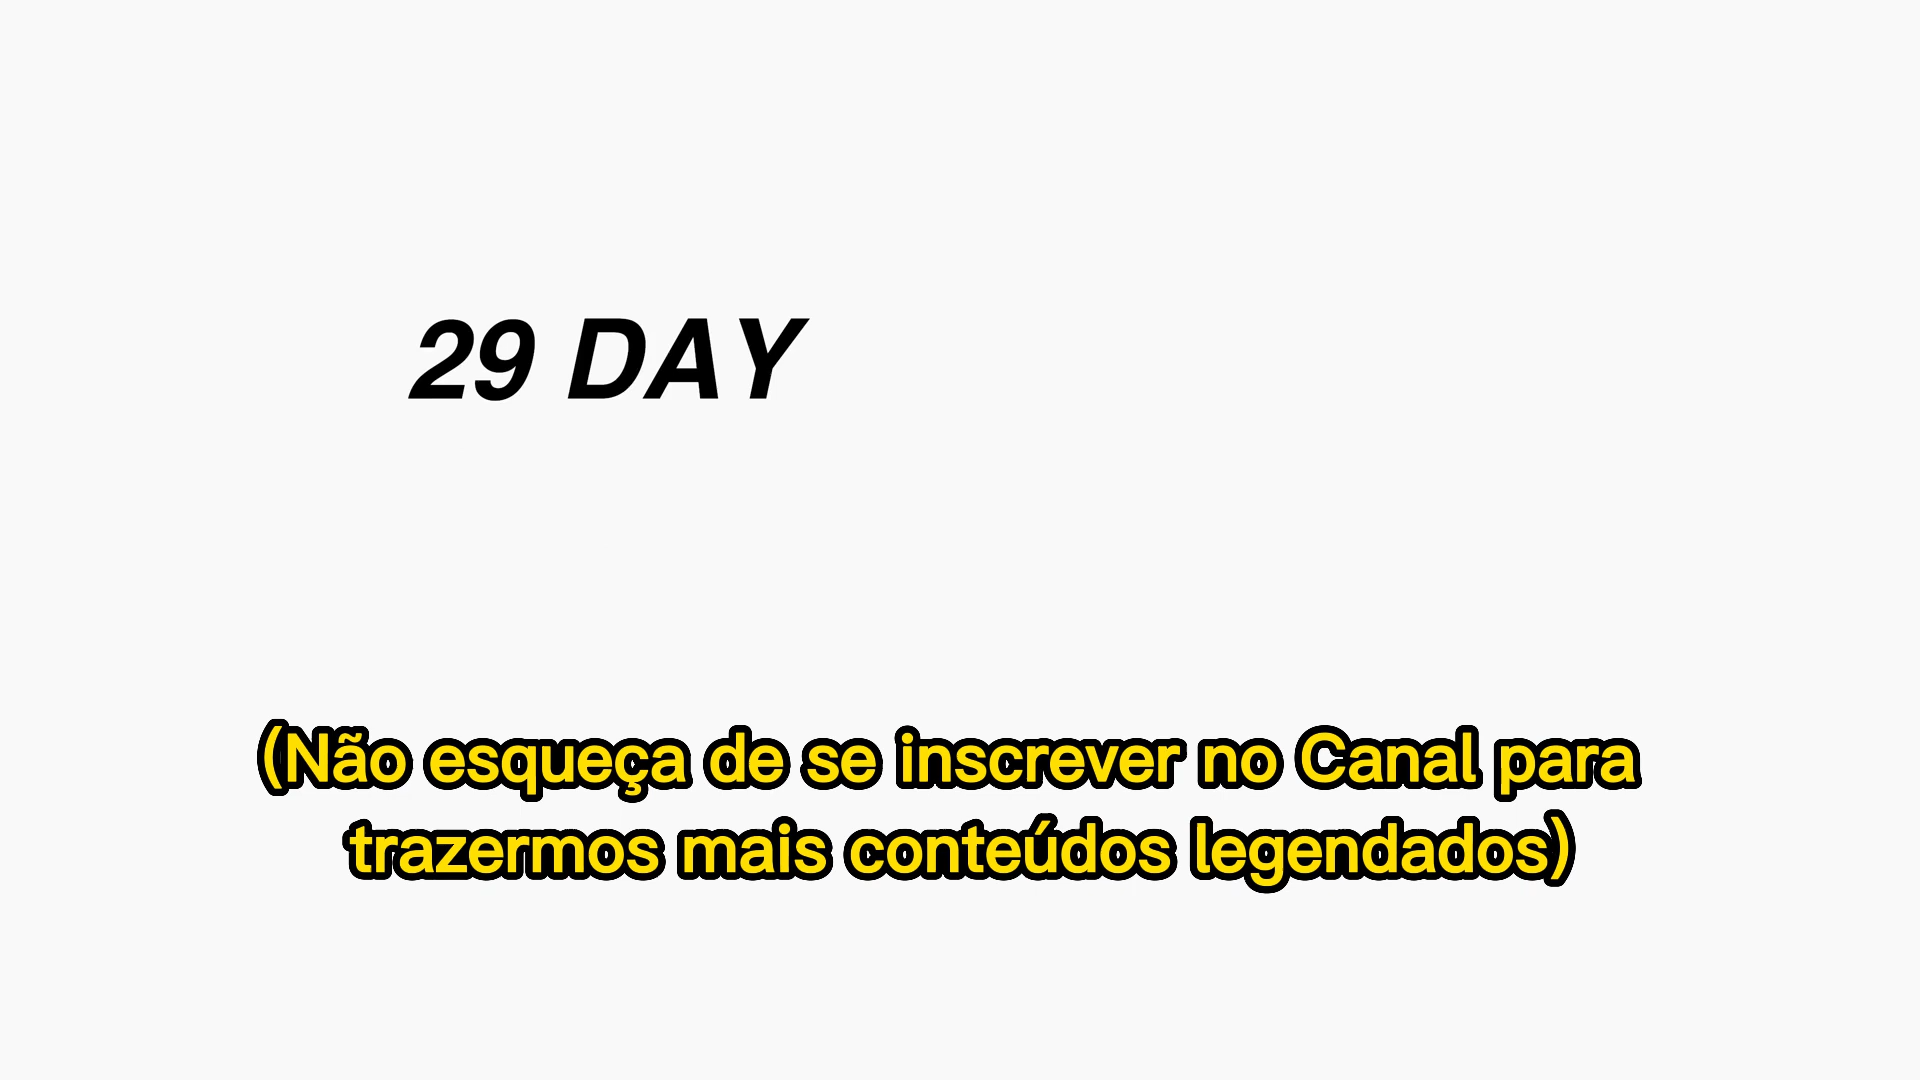 29 DAY
(Não esqueça de se inscrever no Canal para
trazermos mais conteúdos legendados)